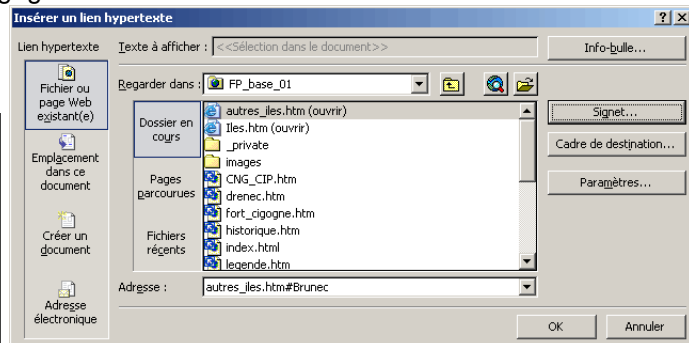 Insérer un lien hypertexte
Lien hypertexte
Texte à afficher : <<Sélection dans le document>>
Info-bulle...
Fichier ou
page Web
existant(e)
Regarder dans : FP_base_01
Dossier en
cours
Pages
parcourues
Fichiers
récents
autres_iles.htm (ouvrir)
Iles.htm (ouvrir)
_private
images
CNG_CIP.htm
drenec.htm
fort_cigogne.htm
historique.htm
index.html
legende.htm
Signet...
Cadre de destination...
Paramètres...
Emplacement
dans ce
document
Créer un
document
Adresse
électronique
Adresse : autres_iles.htm#Brunec
OK
Annuler